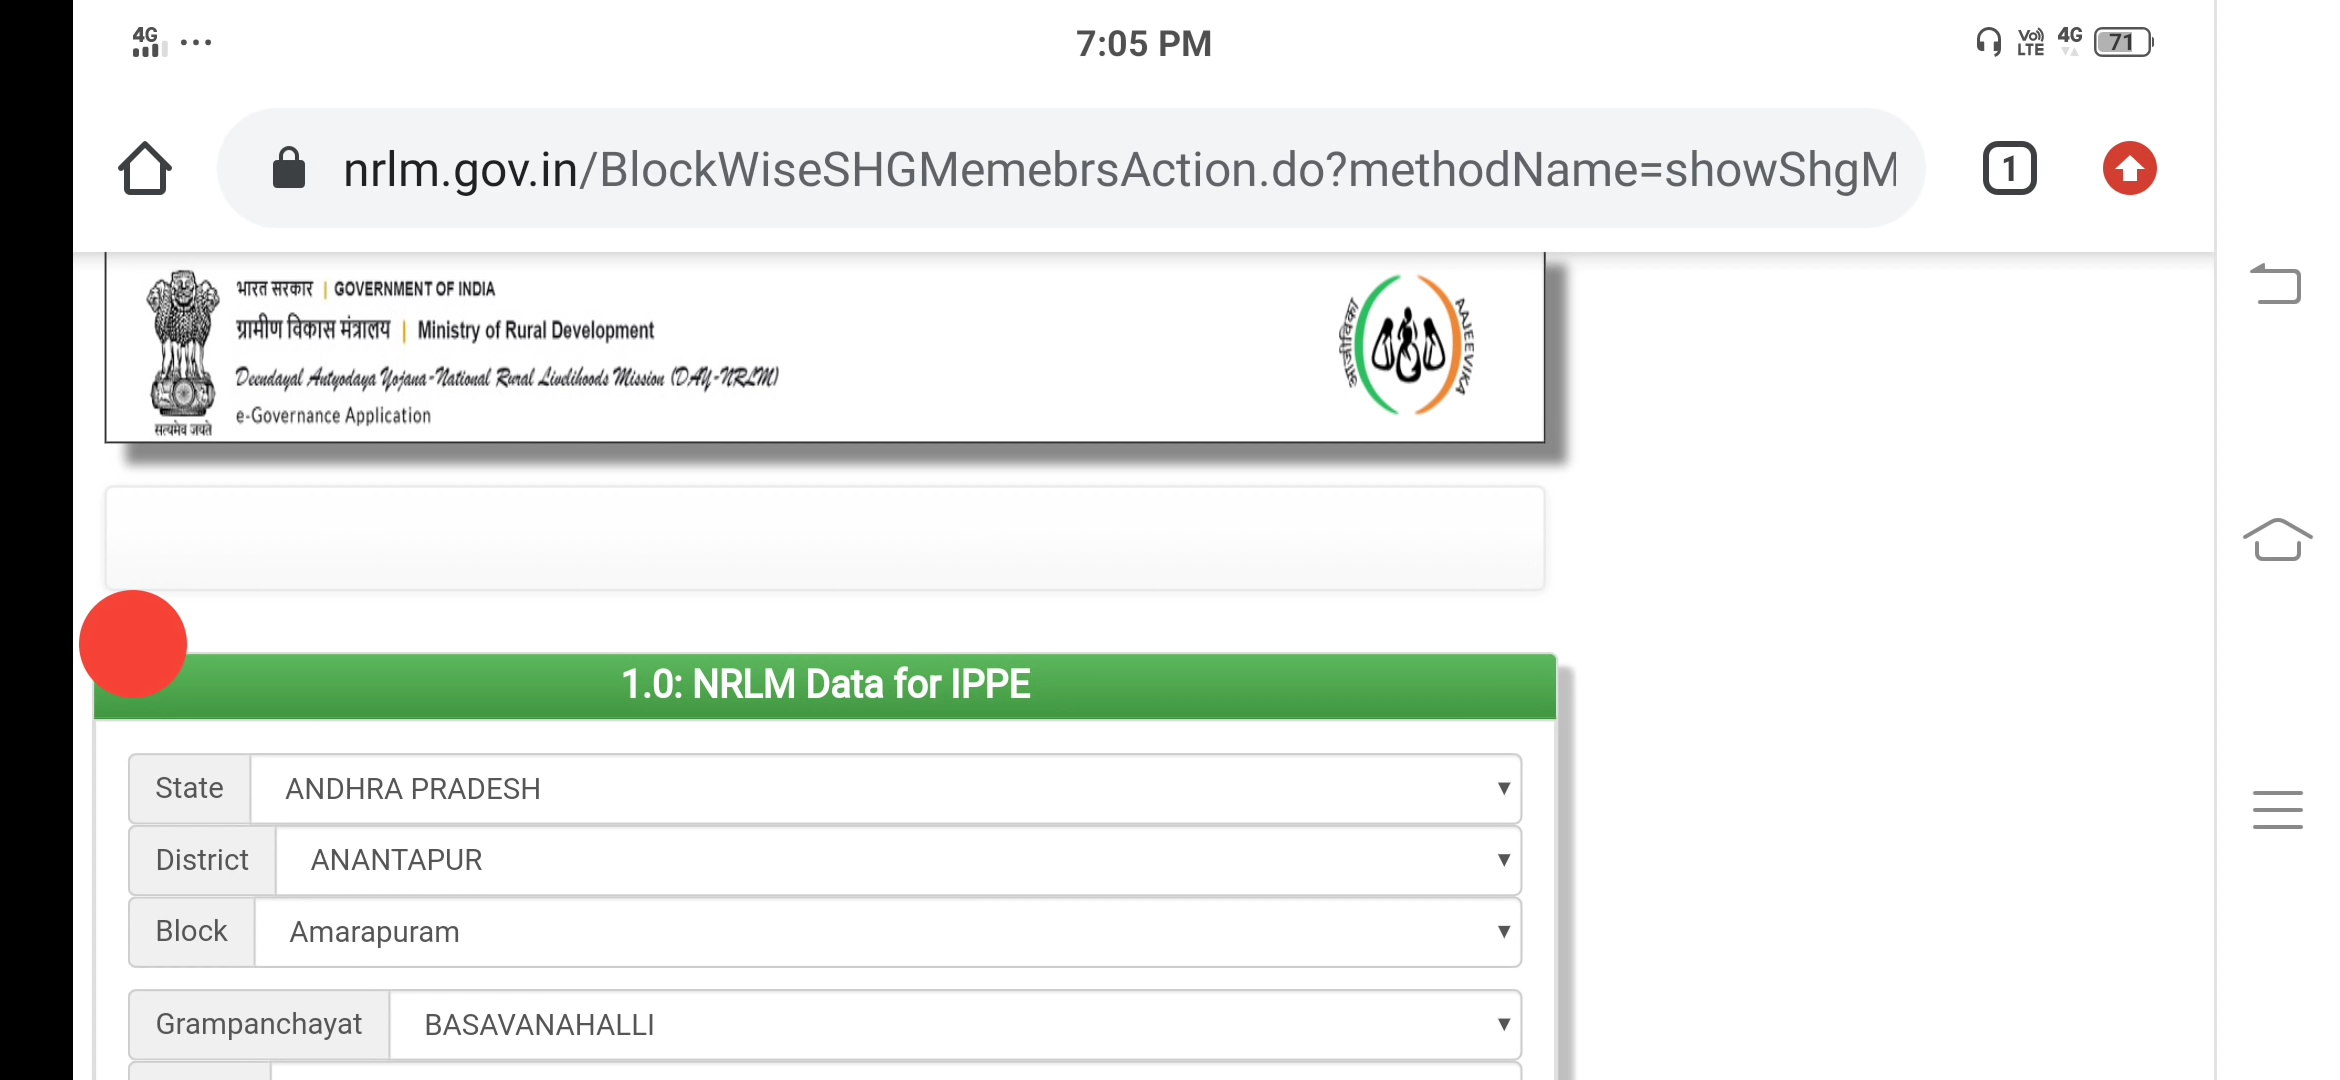 4G ... 7:05 PM Vo)) LTE 4G 71
nrlm.gov.in/BlockWiseSHGMemebrsAction.do?methodName=showShgM
1
भारत सरकार | GOVERNMENT OF INDIA
ग्रामीण विकास मंत्रालय | Ministry of Rural Development
Deendayal Antyodaya Yojana-National Rural Livelihoods Mission (DAY-NRLM)
e-Governance Application
सत्यमेव जयते
आजीविका
AAJEEVIKA
1.0: NRLM Data for IPPE
State ANDHRA PRADESH
District ANANTAPUR
Block Amarapuram
Grampanchayat BASAVANAHALLI